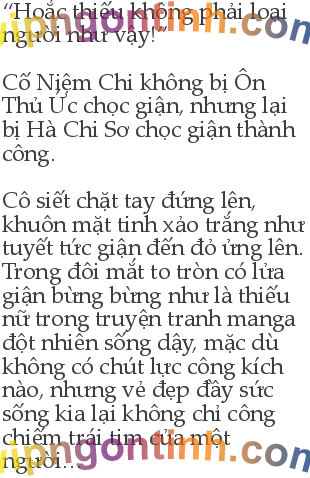 “Hoắc thiếu không phải loại
người như vậy!”
Cố Niệm Chi không bị Ôn
Thủ Ức chọc giận, nhưng lại
bị Hà Chi Sơ chọc giận thành
công.
Cô siết chặt tay đứng lên,
khuôn mặt tinh xảo trắng như
tuyết tức giận đến đỏ ửng lên.
Trong đôi mắt to tròn có lửa
giận bừng bừng như là thiếu
nữ trong truyện tranh manga
đột nhiên sống dậy, mặc dù
không có chút lực công kích
nào, nhưng vẻ đẹp đầy sức
sống kia lại không chỉ công
chiếm trái tim của một
người...
vipngontinh.com
vipngontinh.com